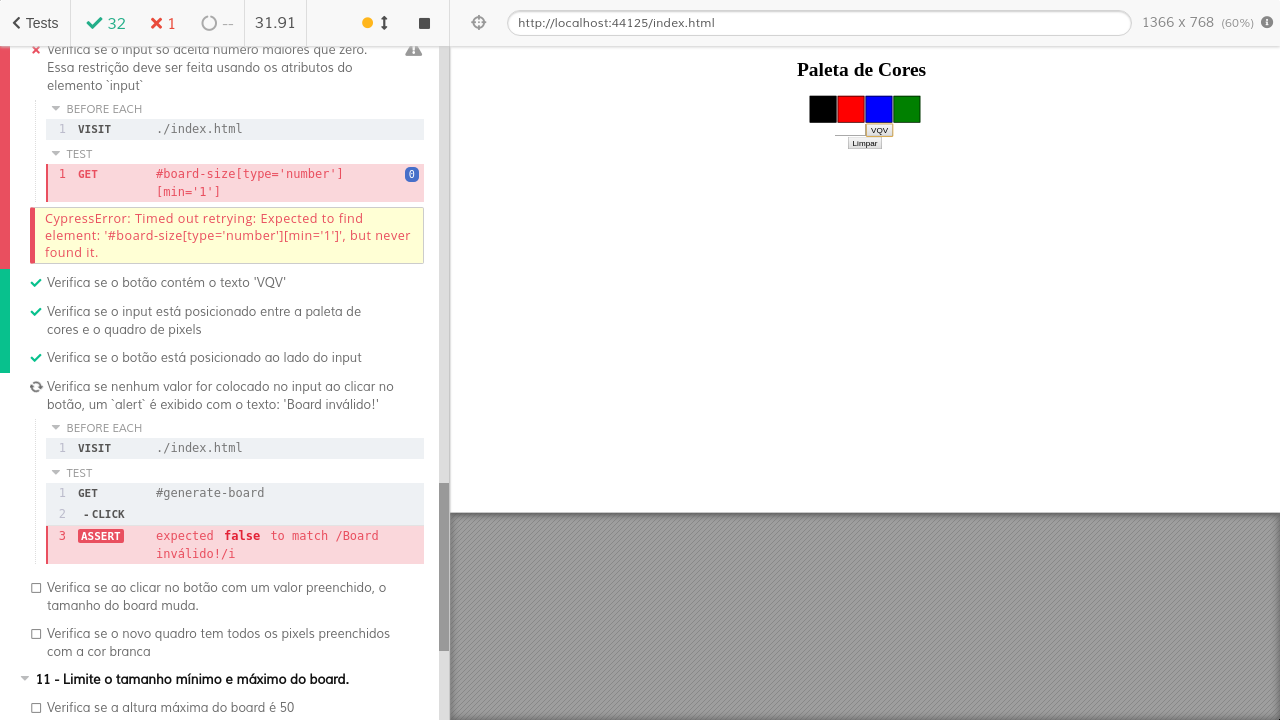 Tests 32 1 -- 31.91
Verifica se o input só aceita número maiores que zero.
Essa restrição deve ser feita usando os atributos do
elemento `input`
BEFORE EACH
1 VISIT ./index.html
TEST
1 GET #board-size[type='number']
[min='1'] 0
CypressError: Timed out retrying: Expected to find
element: '#board-size[type='number'][min='1']', but never
found it.
Verifica se o botão contém o texto 'VQV'
Verifica se o input está posicionado entre a paleta de
cores e o quadro de pixels
Verifica se o botão está posicionado ao lado do input
Verifica se nenhum valor for colocado no input ao clicar no
botão, um `alert` é exibido com o texto: 'Board inválido!'
BEFORE EACH
1 VISIT ./index.html
TEST
1 GET #generate-board
2 - CLICK
3 ASSERT expected false to match /Board
inválido!/i
Verifica se ao clicar no botão com um valor preenchido, o
tamanho do board muda.
Verifica se o novo quadro tem todos os pixels preenchidos
com a cor branca
11 - Limite o tamanho mínimo e máximo do board.
Verifica se a altura máxima do board é 50
http://localhost:44125/index.html 1366 x 768 (60%)
Paleta de Cores
VQV
Limpar